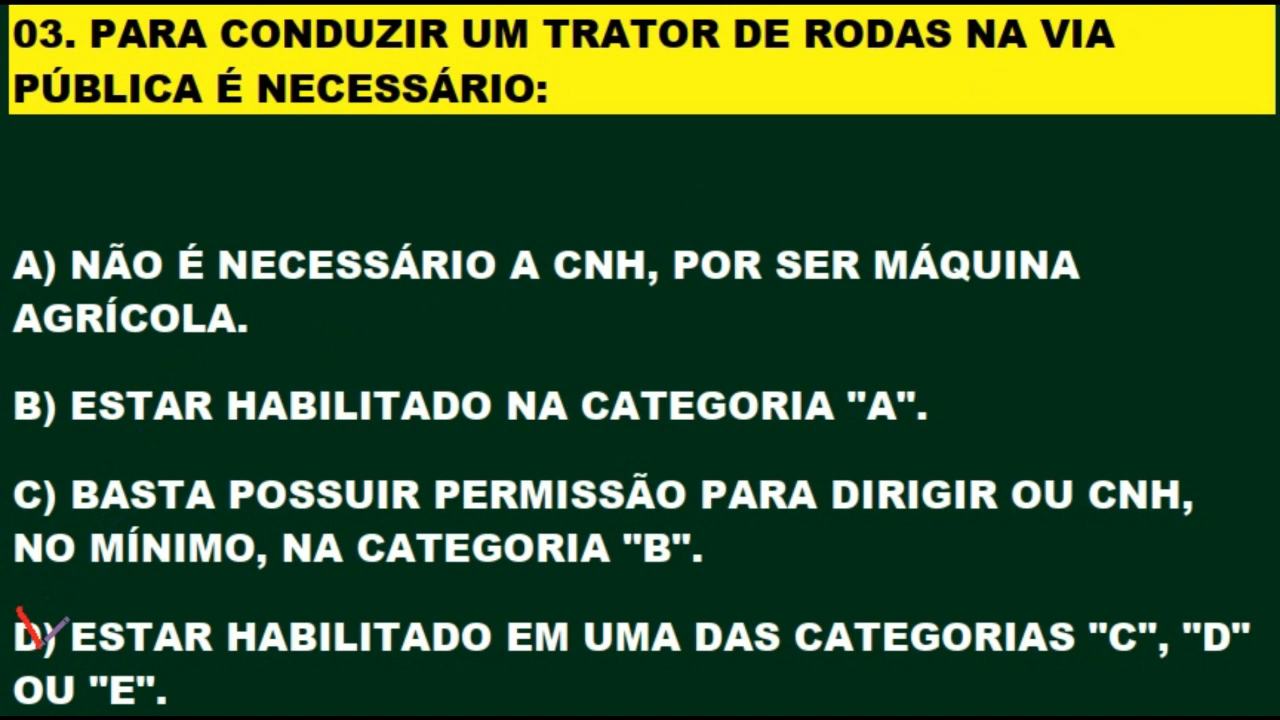 03. PARA CONDUZIR UM TRATOR DE RODAS NA VIA
PÚBLICA É NECESSÁRIO:
A) NÃO É NECESSÁRIO A CNH, POR SER MÁQUINA
AGRÍCOLA.
B) ESTAR HABILITADO NA CATEGORIA "A".
C) BASTA POSSUIR PERMISSÃO PARA DIRIGIR OU CNH,
NO MÍNIMO, NA CATEGORIA "B".
D) ESTAR HABILITADO EM UMA DAS CATEGORIAS "C", "D"
OU "E".